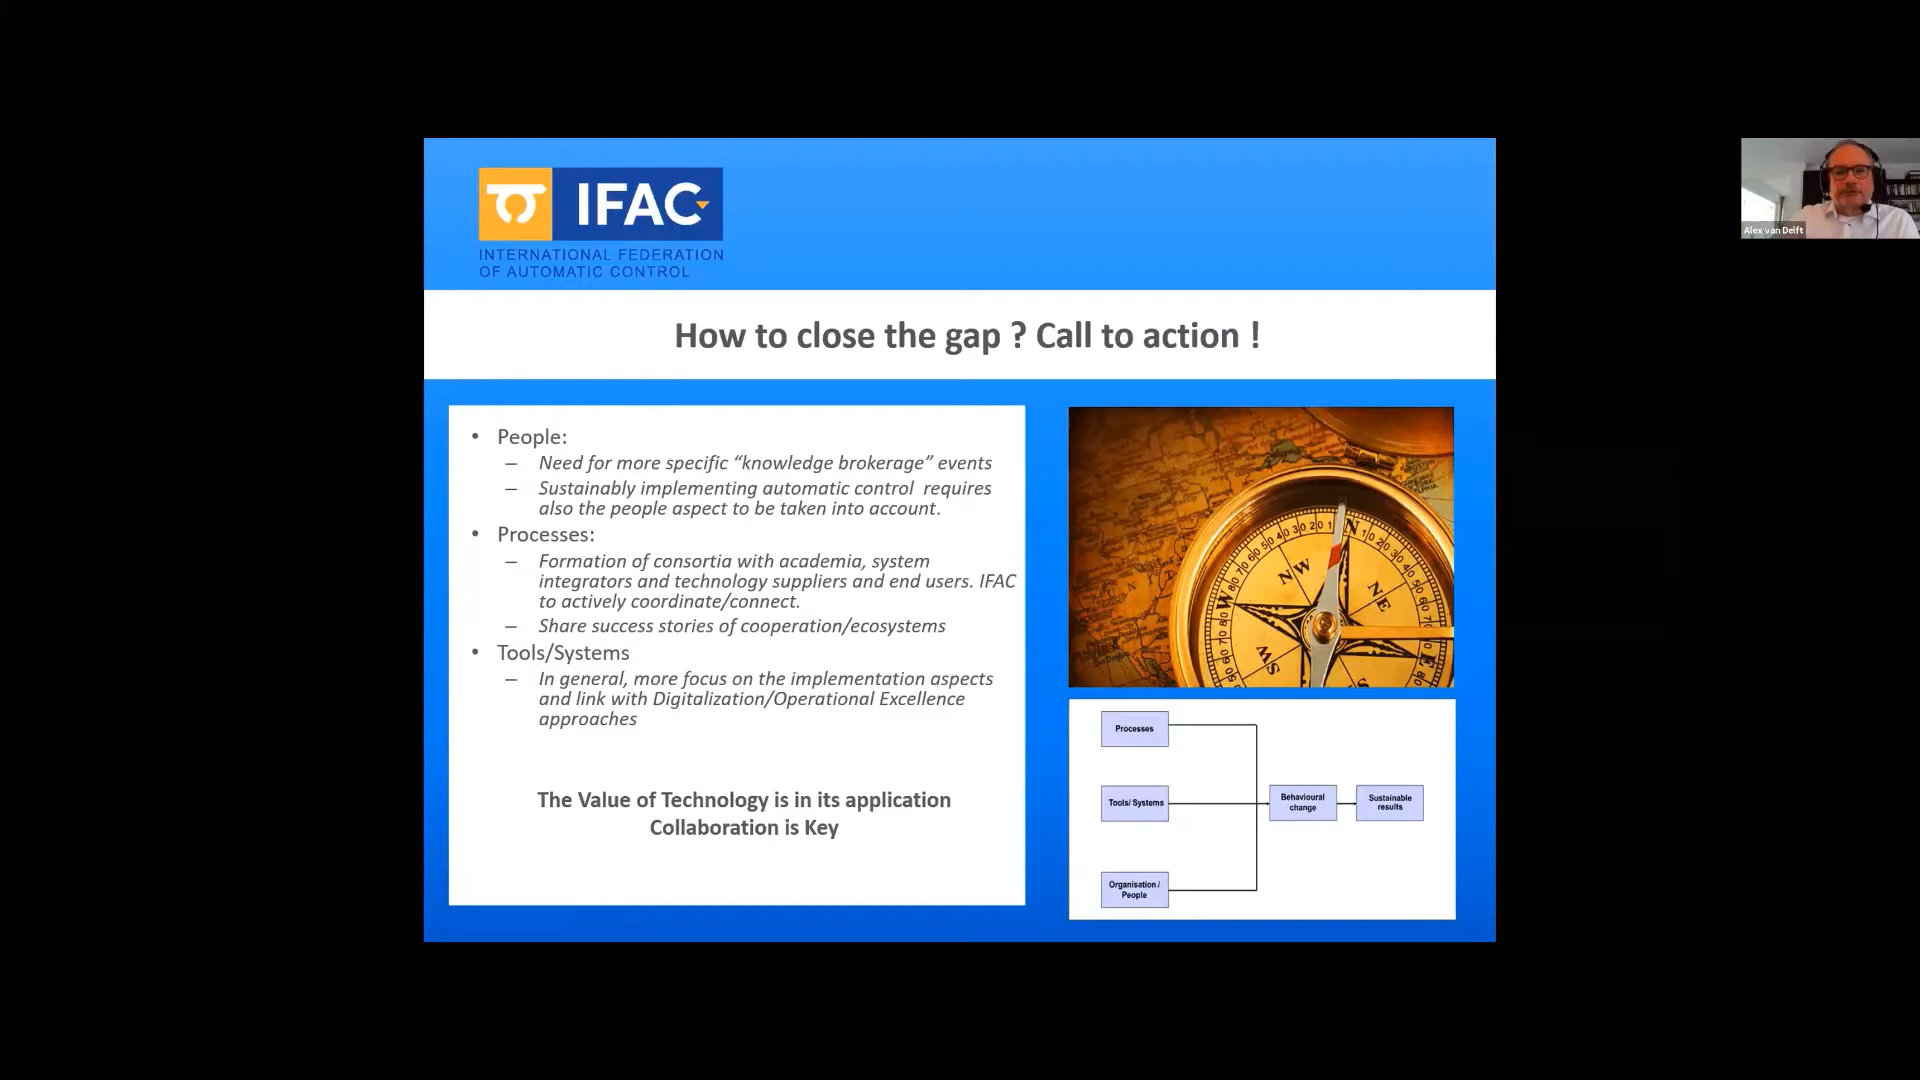 IFAC
INTERNATIONAL FEDERATION
OF AUTOMATIC CONTROL
Alex van Delft
How to close the gap ? Call to action !
• People:
– Need for more specific “knowledge brokerage” events
– Sustainably implementing automatic control requires
also the people aspect to be taken into account.
• Processes:
– Formation of consortia with academia, system
integrators and technology suppliers and end users. IFAC
to actively coordinate/connect.
– Share success stories of cooperation/ecosystems
• Tools/Systems
– In general, more focus on the implementation aspects
and link with Digitalization/Operational Excellence
approaches
The Value of Technology is in its application
Collaboration is Key
N
NW
NE
W
E
SW
S
Processes
Tools/ Systems
Behavioural
change
Sustainable
results
Organisation /
People